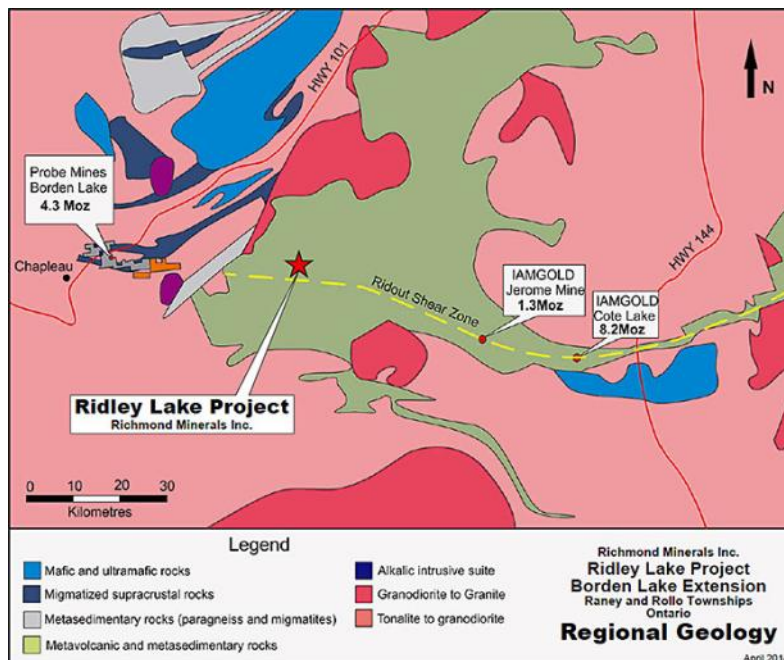 HWY 101
N
Probe Mines
Borden Lake
4.3 Moz
Chapleau
HWY 144
Ridout Shear Zone
IAMGOLD
Jerome Mine
1.3Moz
IAMGOLD
Cote Lake
8.2Moz
Ridley Lake Project
Richmond Minerals Inc.
0 10 20 30
Kilometres
Legend
Mafic and ultramafic rocks
Migmatized supracrustal rocks
Metasedimentary rocks (paragneiss and migmatites)
Metavolcanic and metasedimentary rocks
Alkalic intrusive suite
Granodiorite to Granite
Tonalite to granodiorite
Richmond Minerals Inc.
Ridley Lake Project
Borden Lake Extension
Raney and Rollo Townships
Ontario
Regional Geology
April